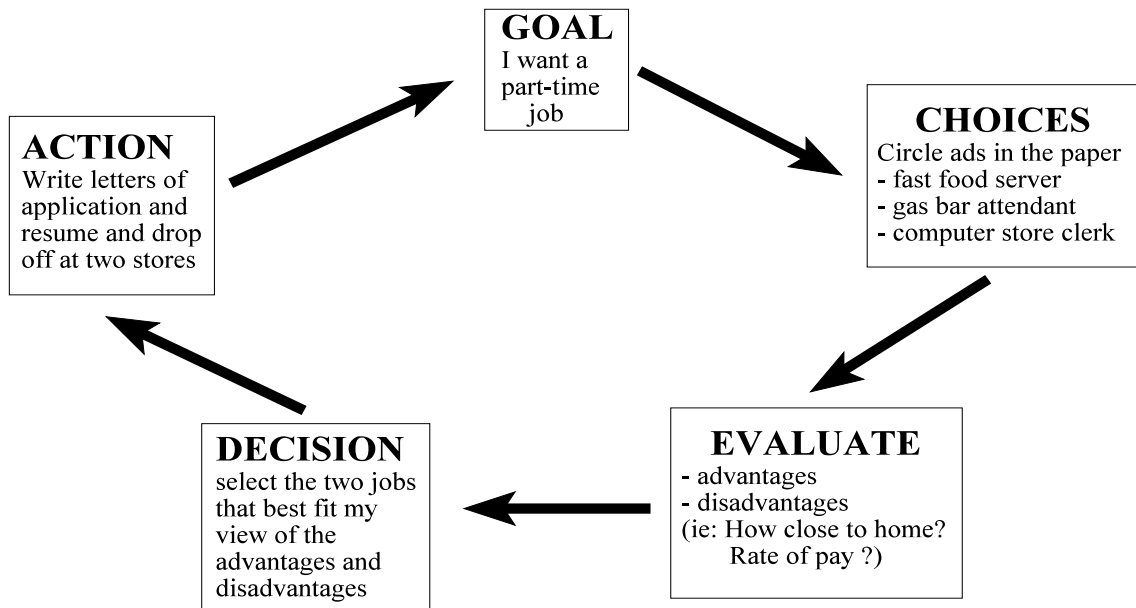 GOAL
I want a
part-time
job
CHOICES
Circle ads in the paper
- fast food server
- gas bar attendant
- computer store clerk
EVALUATE
- advantages
- disadvantages
(ie: How close to home?
Rate of pay ?)
DECISION
select the two jobs
that best fit my
view of the
advantages and
disadvantages
ACTION
Write letters of
application and
resume and drop
off at two stores